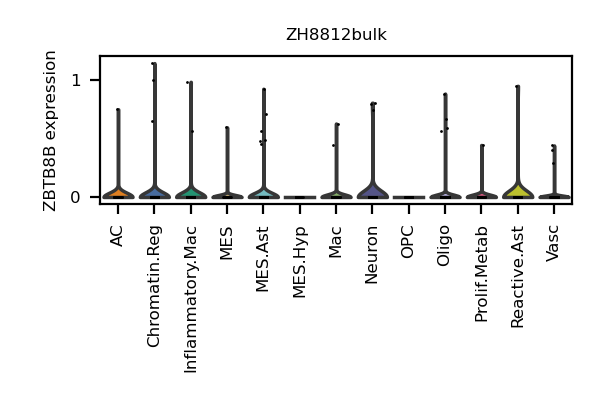 ZH8812bulk
ZBTB8B expression
1
0
AC
Chromatin.Reg
Inflammatory.Mac
MES
MES.Ast
MES.Hyp
Mac
Neuron
OPC
Oligo
Prolif.Metab
Reactive.Ast
Vasc